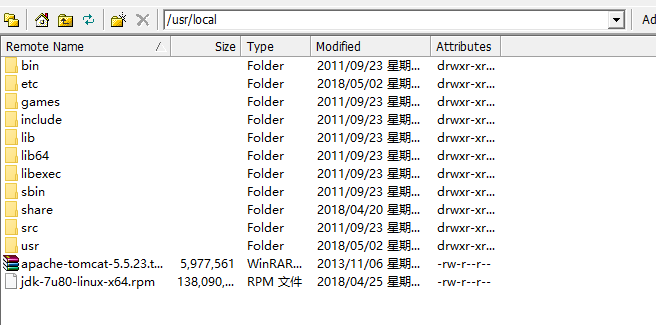 /usr/local Ad
Remote Name Size Type Modified Attributes
bin Folder 2011/09/23 星期... drwxr-xr...
etc Folder 2018/05/02 星期... drwxr-xr...
games Folder 2011/09/23 星期... drwxr-xr...
include Folder 2011/09/23 星期... drwxr-xr...
lib Folder 2011/09/23 星期... drwxr-xr...
lib64 Folder 2011/09/23 星期... drwxr-xr...
libexec Folder 2011/09/23 星期... drwxr-xr...
sbin Folder 2011/09/23 星期... drwxr-xr...
share Folder 2018/04/20 星期... drwxr-xr...
src Folder 2011/09/23 星期... drwxr-xr...
usr Folder 2018/05/02 星期... drwxr-xr...
apache-tomcat-5.5.23.t... 5,977,561 WinRAR... 2013/11/06 星期... -rw-r--r--
jdk-7u80-linux-x64.rpm 138,090,... RPM 文件 2018/04/25 星期... -rw-r--r--